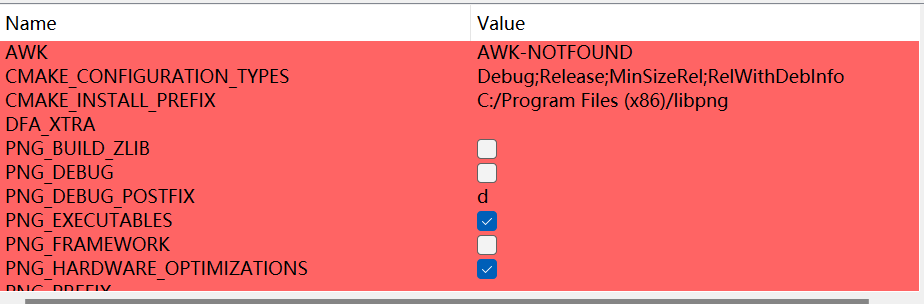 Name Value
AWK AWK-NOTFOUND
CMAKE_CONFIGURATION_TYPES Debug;Release;MinSizeRel;RelWithDebInfo
CMAKE_INSTALL_PREFIX C:/Program Files (x86)/libpng
DFA_XTRA
PNG_BUILD_ZLIB
PNG_DEBUG
PNG_DEBUG_POSTFIX d
PNG_EXECUTABLES
PNG_FRAMEWORK
PNG_HARDWARE_OPTIMIZATIONS
PNG_PREFIX